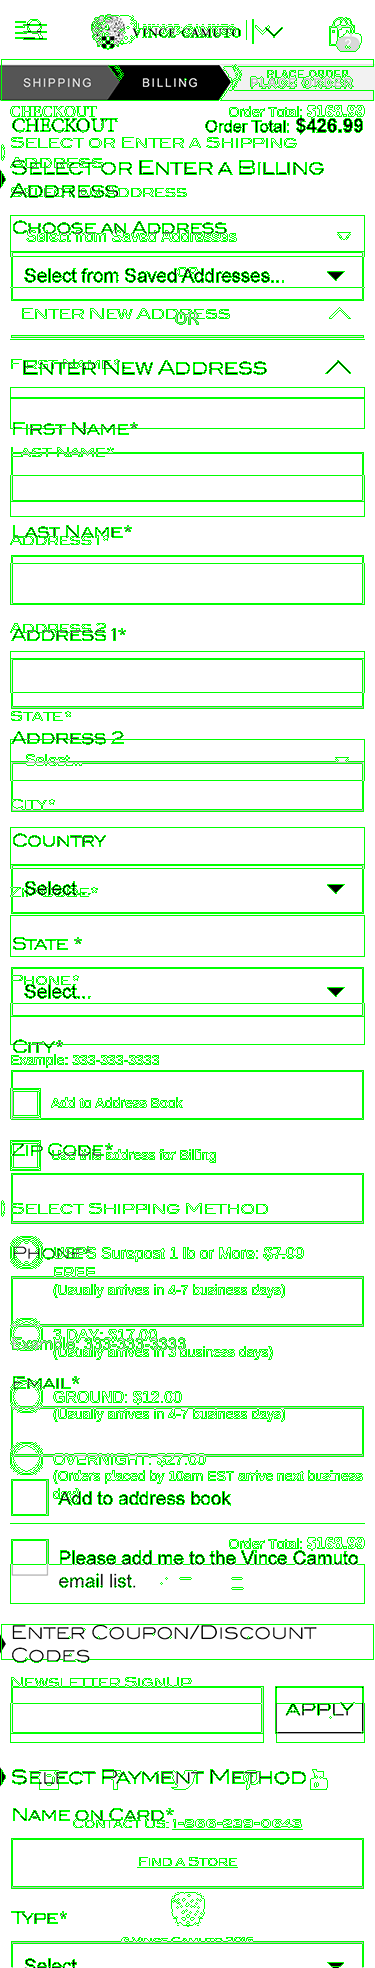 VINCE CAMUTO
SHIPPING
BILLING
PLACE ORDER
PLACE ORDER
CHECKOUT
Order Total: $168.99
CHECKOUT
Order Total: $426.99
SELECT OR ENTER A SHIPPING
ADDRESS
SELECT OR ENTER A BILLING
ADDRESS
CHOOSE AN ADDRESS
Select from Saved Addresses
Select from Saved Addresses...
OR
ENTER NEW ADDRESS
OR
FIRST NAME*
ENTER NEW ADDRESS
FIRST NAME*
LAST NAME*
LAST NAME*
ADDRESS 1*
ADDRESS 2
ADDRESS 1*
STATE*
ADDRESS 2
Select...
CITY*
COUNTRY
Select...
ZIP CODE*
STATE *
PHONE*
Select...
CITY*
Example: 333-333-3333
Add to Address Book
ZIP CODE*
Use this address for Billing
SELECT SHIPPING METHOD
PHONE*
Surepost 1 lb or More: $7.99
FREE
(Usually arrives in 4-7 business days)
3 DAY: $17.00
Example: 333-333-3333
(Usually arrives in 3 business days)
EMAIL*
GROUND: $12.00
(Usually arrives in 4-7 business days)
OVERNIGHT: $27.00
(Orders placed by 10am EST arrive next business
day)
Add to address book
Order Total: $168.99
Please add me to the Vince Camuto
email list.
ENTER COUPON/DISCOUNT
CODES
NEWSLETTER SIGNUP
APPLY
SELECT PAYMENT METHOD
NAME ON CARD*
CONTACT US: 1-866-239-0643
FIND A STORE
TYPE*
© VINCE CAMUTO 2016
Select...